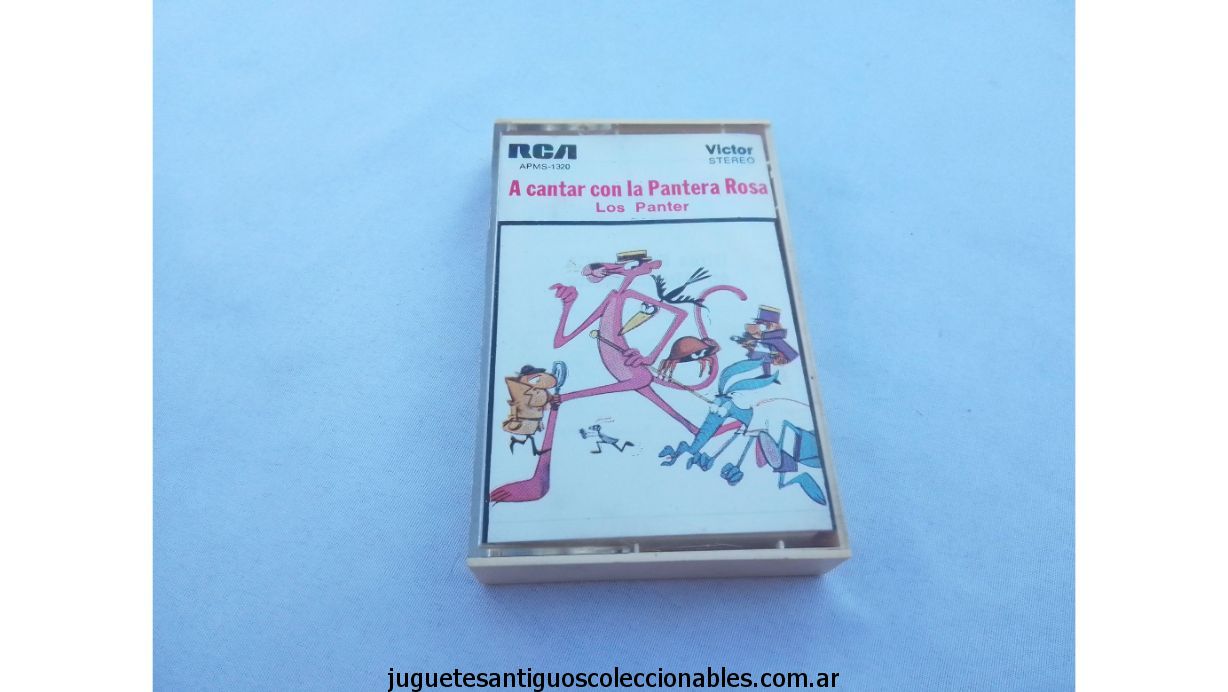 RCA
APMS-1320
Victor
STEREO
A cantar con la Pantera Rosa
Los Panter
juguetesantiguoscoleccionables.com.ar